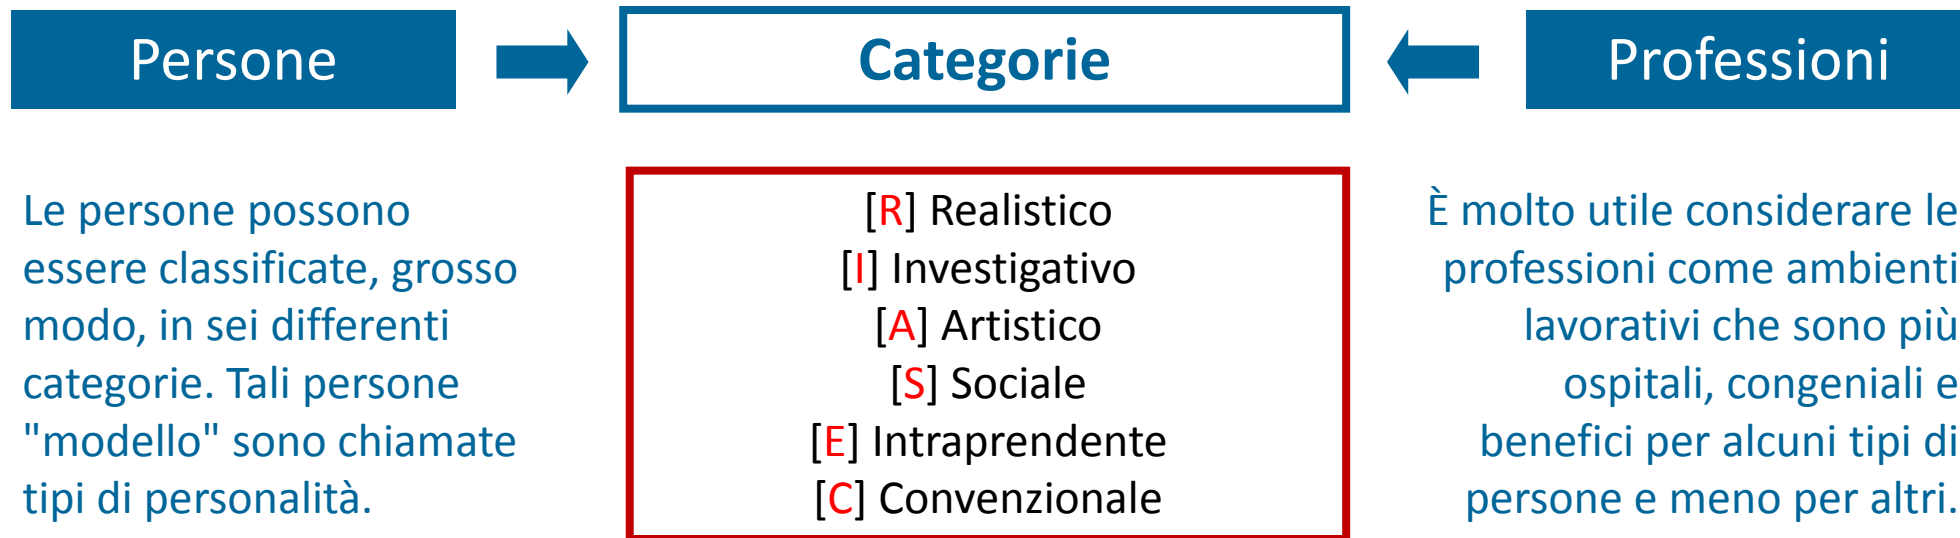 Persone
Categorie
Professioni
Le persone possono
essere classificate, grosso
modo, in sei differenti
categorie. Tali persone
"modello" sono chiamate
tipi di personalità.
[R] Realistico
[I] Investigativo
[A] Artistico
[S] Sociale
[E] Intraprendente
[C] Convenzionale
È molto utile considerare le
professioni come ambienti
lavorativi che sono più
ospitali, congeniali e
benefici per alcuni tipi di
persone e meno per altri.